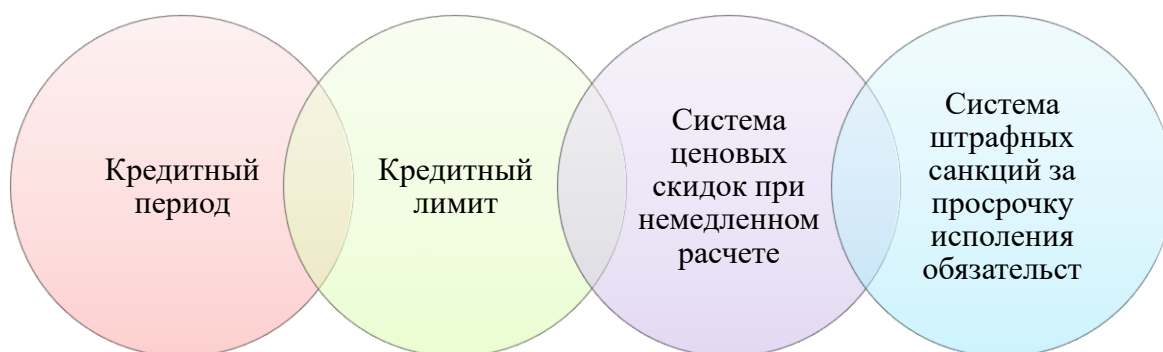 Кредитный
период
Кредитный
лимит
Система
ценовых
скидок при
немедленном
расчете
Система
штрафных
санкций за
просрочку
исполения
обязательст